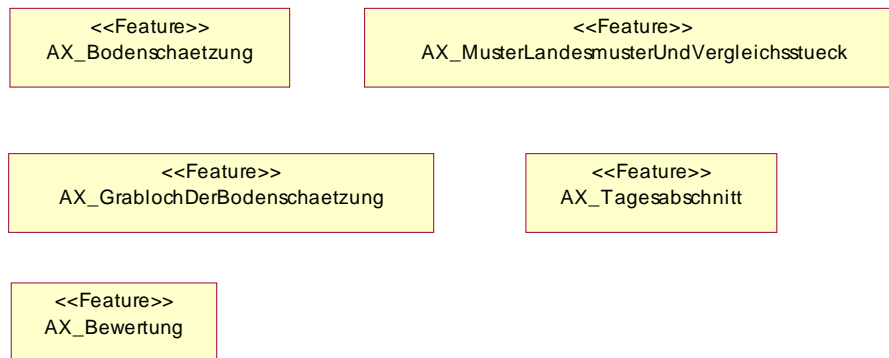 <<Feature>>
AX_Bodenschaetzung
<<Feature>>
AX_MusterLandesmusterUndVergleichsstueck
<<Feature>>
AX_GrablochDerBodenschaetzung
<<Feature>>
AX_Tagesabschnitt
<<Feature>>
AX_Bewertung